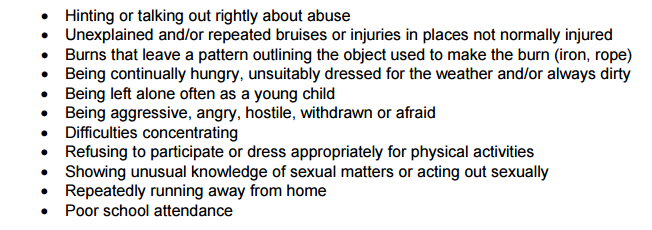 • Hinting or talking out rightly about abuse
• Unexplained and/or repeated bruises or injuries in places not normally injured
• Burns that leave a pattern outlining the object used to make the burn (iron, rope)
• Being continually hungry, unsuitably dressed for the weather and/or always dirty
• Being left alone often as a young child
• Being aggressive, angry, hostile, withdrawn or afraid
• Difficulties concentrating
• Refusing to participate or dress appropriately for physical activities
• Showing unusual knowledge of sexual matters or acting out sexually
• Repeatedly running away from home
• Poor school attendance